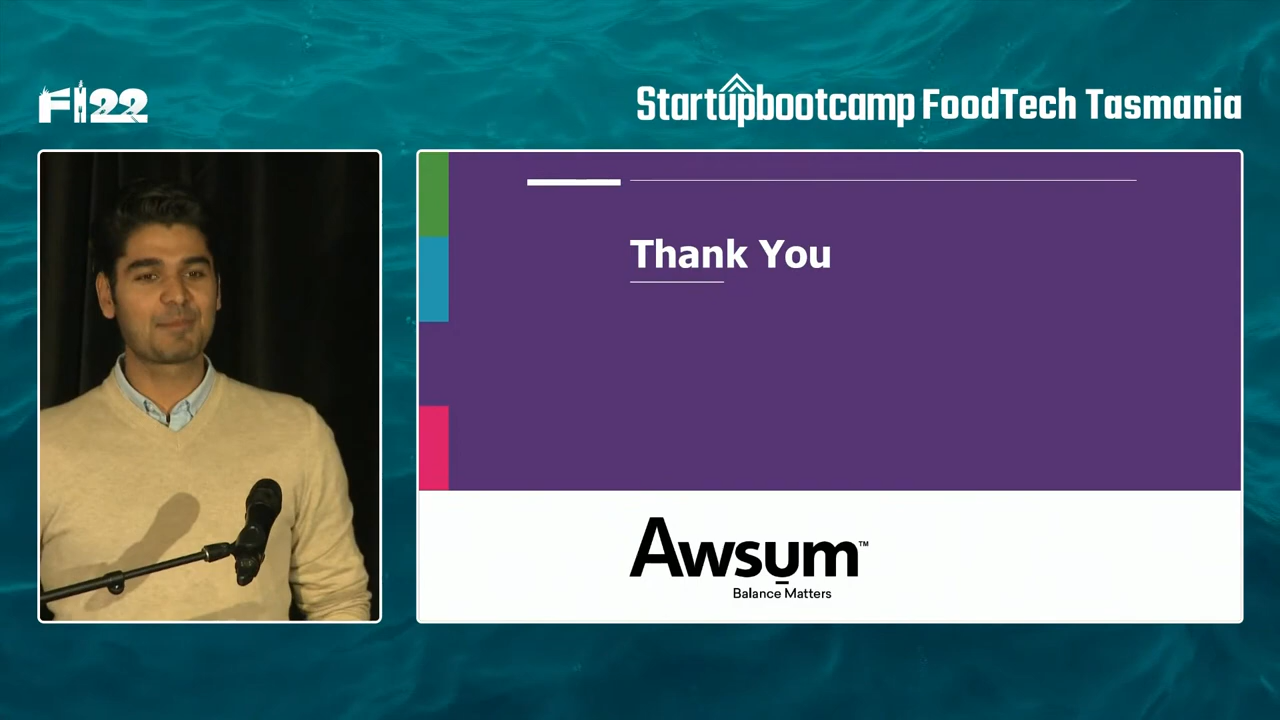 FI22
Startupbootcamp FoodTech Tasmania
Thank You
Awsum™
Balance Matters